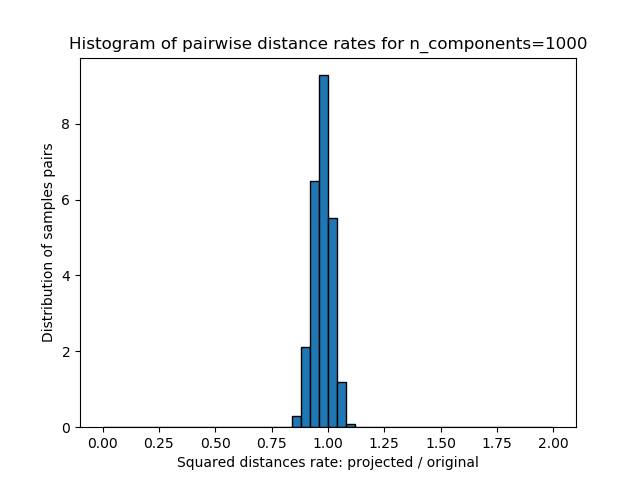 Histogram of pairwise distance rates for n_components=1000
Distribution of samples pairs
8
6
4
2
0
0.00 0.25 0.50 0.75 1.00 1.25 1.50 1.75 2.00
Squared distances rate: projected / original